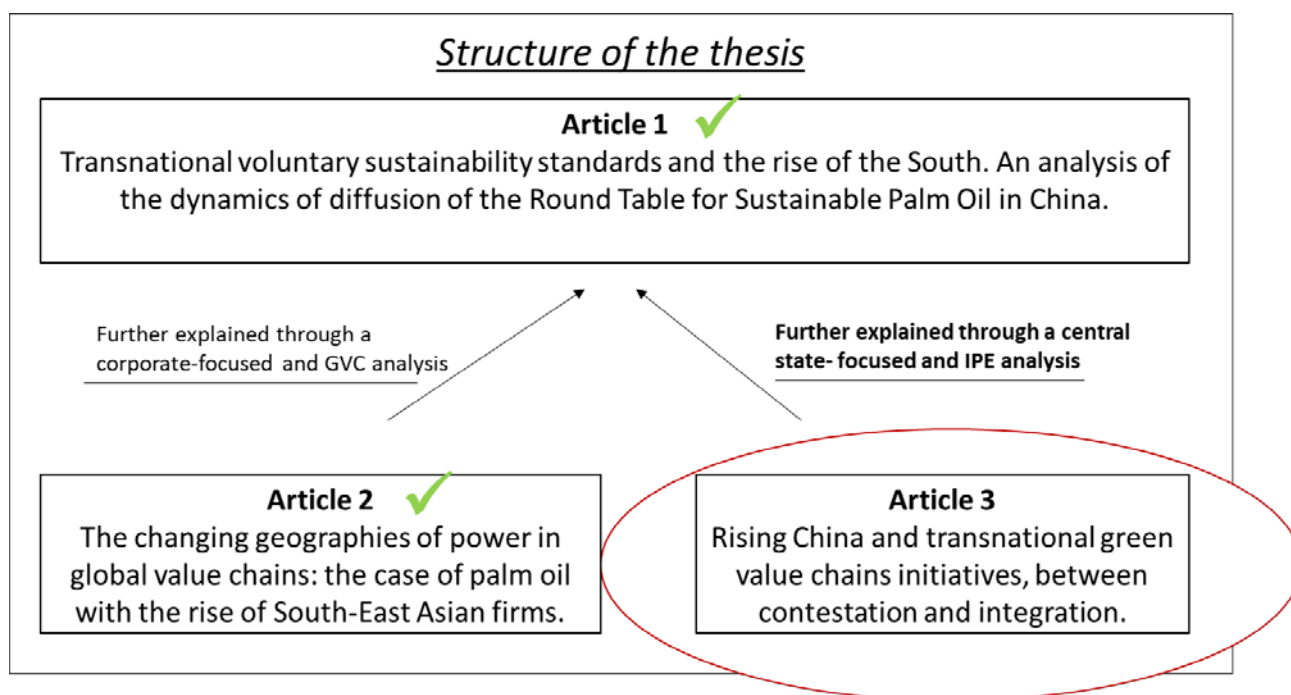 Structure of the thesis
Article 1
Transnational voluntary sustainability standards and the rise of the South. An analysis of
the dynamics of diffusion of the Round Table for Sustainable Palm Oil in China.
Further explained through a
corporate-focused and GVC analysis
Further explained through a central
state- focused and IPE analysis
Article 2
The changing geographies of power in
global value chains: the case of palm oil
with the rise of South-East Asian firms.
Article 3
Rising China and transnational green
value chains initiatives, between
contestation and integration.